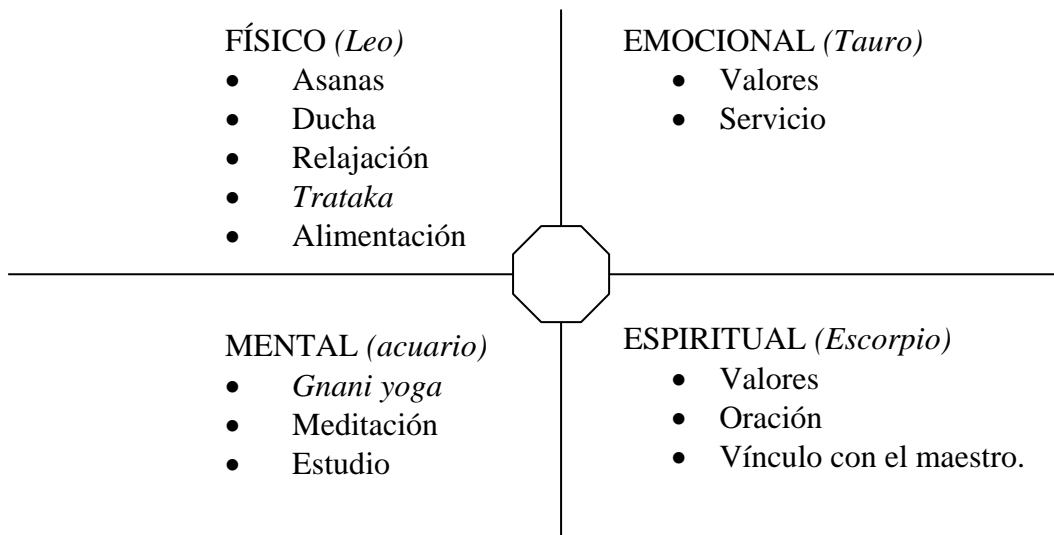 FÍSICO (Leo)
• Asanas
• Ducha
• Relajación
• Trataka
• Alimentación
EMOCIONAL (Tauro)
• Valores
• Servicio
MENTAL (acuario)
• Gnani yoga
• Meditación
• Estudio
ESPIRITUAL (Escorpio)
• Valores
• Oración
• Vínculo con el maestro.